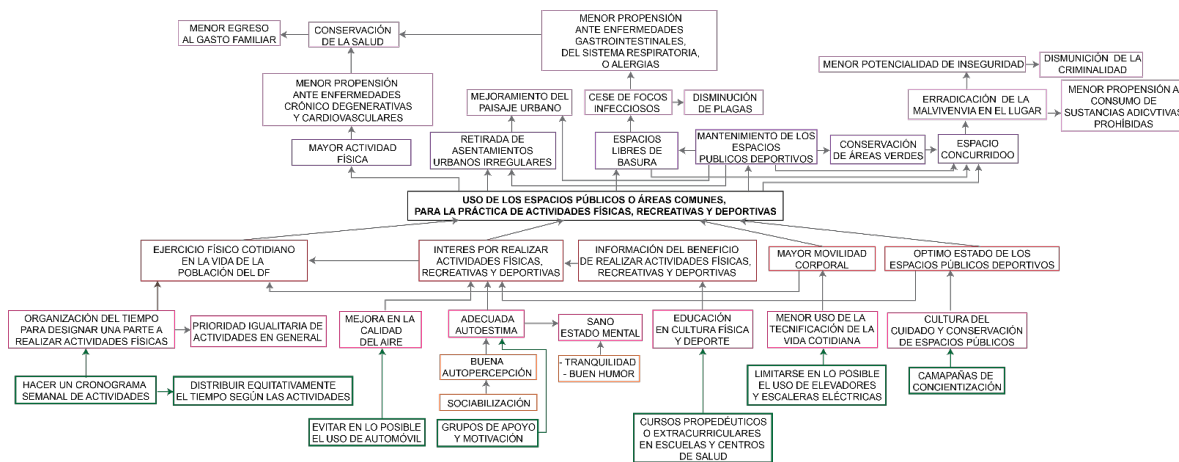 MENOR EGRESO
AL GASTO FAMILIAR
CONSERVACIÓN
DE LA SALUD
MENOR PROPENSIÓN
ANTE ENFERMEDADES
GASTROINTESTINALES,
DEL SISTEMA RESPIRATORIA,
O ALERGIAS
MENOR POTENCIALIDAD DE INSEGURIDAD
DISMUNICIÓN DE LA
CRIMINALIDAD
MENOR PROPENSIÓN
ANTE ENFERMEDADES
CRÓNICO DEGENERATIVAS
Y CARDIOVASCULARES
MEJORAMIENTO DEL
PAISAJE URBANO
CESE DE FOCOS
INFECCIOSOS
DISMINUCIÓN
DE PLAGAS
ERRADICACIÓN DE LA
MALVIVENVIA EN EL LUGAR
MENOR PROPENSIÓN A
CONSUMO DE
SUSTANCIAS ADICVTIVAS
PROHÍBIDAS
MAYOR ACTIVIDAD
FÍSICA
RETIRADA DE
ASENTAMIENTOS
URBANOS IRREGULARES
ESPACIOS
LIBRES DE
BASURA
MANTENIMIENTO DE LOS
ESPACIOS
PUBLICOS DEPORTIVOS
CONSERVACIÓN
DE ÁREAS VERDES
ESPACIO
CONCURRIDOO
USO DE LOS ESPACIOS PÚBLICOS O ÁREAS COMUNES,
PARA LA PRÁCTICA DE ACTIVIDADES FÍSICAS, RECREATIVAS Y DEPORTIVAS
EJERCICIO FÍSICO COTIDIANO
EN LA VIDA DE LA
POBLACIÓN DEL DF
INTERES POR REALIZAR
ACTIVIDADES FÍSICAS,
RECREATIVAS Y DEPORTIVAS
INFORMACIÓN DEL BENEFICIO
DE REALIZAR ACTIVIDADES FÍSICAS,
RECREATIVAS Y DEPORTIVAS
MAYOR MOVILIDAD
CORPORAL
OPTIMO ESTADO DE LOS
ESPACIOS PÚBLICOS DEPORTIVOS
ORGANIZACIÓN DEL TIEMPO
PARA DESIGNAR UNA PARTE A
REALIZAR ACTIVIDADES FÍSICAS
PRIORIDAD IGUALITARIA DE
ACTIVIDADES EN GENERAL
MEJORA EN LA
CALIDAD
DEL AIRE
ADECUADA
AUTOESTIMA
SANO
ESTADO MENTAL
EDUCACIÓN
EN CULTURA FÍSICA
Y DEPORTE
MENOR USO DE LA
TECNIFICACIÓN DE LA
VIDA COTIDIANA
CULTURA DEL
CUIDADO Y CONSERVACIÓN
DE ESPACIOS PÚBLICOS
HACER UN CRONOGRAMA
SEMANAL DE ACTIVIDADES
DISTRIBUIR EQUITATIVAMENTE
EL TIEMPO SEGÚN LAS ACTIVIDADES
BUENA
AUTOPERCEPCIÓN
- TRANQUILIDAD
- BUEN HUMOR
LIMITARSE EN LO POSIBLE
EL USO DE ELEVADORES
Y ESCALERAS ELÉCTRICAS
CAMAPAÑAS DE
CONCIENTIZACIÓN
SOCIABILIZACIÓN
EVITAR EN LO POSIBLE
EL USO DE AUTOMÓVIL
GRUPOS DE APOYO
Y MOTIVACIÓN
CURSOS PROPEDÉUTICOS
O EXTRACURRICULARES
EN ESCUELAS Y CENTROS
DE SALUD